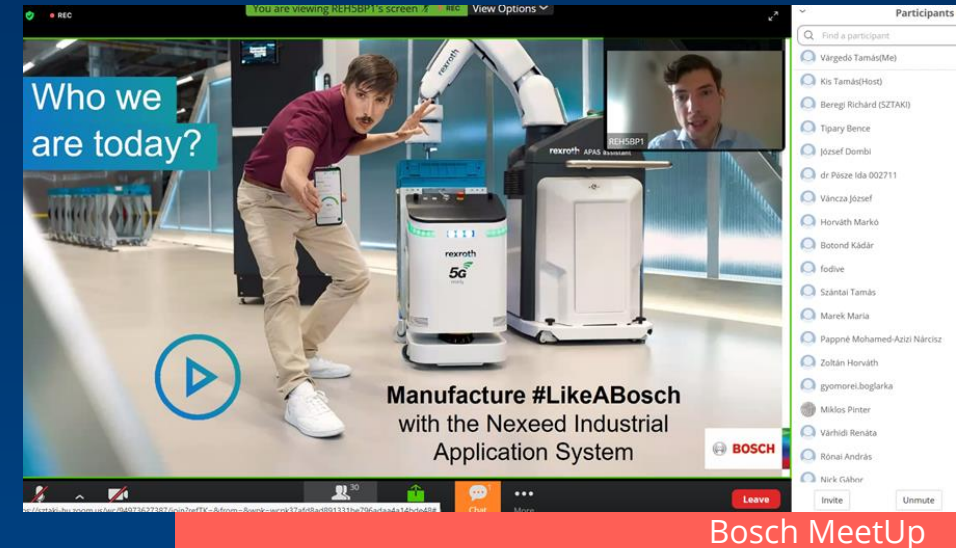 REC
You are viewing REH5BP1's screen
REC
View Options
Participants
Find a participant
Várgedő Tamás(Me)
Kis Tamás(Host)
Beregi Richárd (SZTAKI)
Tipary Bence
József Dombi
dr Pásze Ida 002711
Váncza József
Horváth Markó
Botond Kádár
fodive
Szántai Tamás
Marek Maria
Pappné Mohamed-Azizi Nárcisz
Zoltán Horváth
gyomorei.boglarka
Miklos Pinter
Várhidi Renáta
Rónai András
Nick Gábor
Invite
Unmute
Who we
are today?
rexroth
REH5BP1
rexroth APAS assistant
rexroth
5G
Manufacture #LikeABosch
with the Nexeed Industrial
Application System
BOSCH
30
Chat
More
Leave
Bosch MeetUp